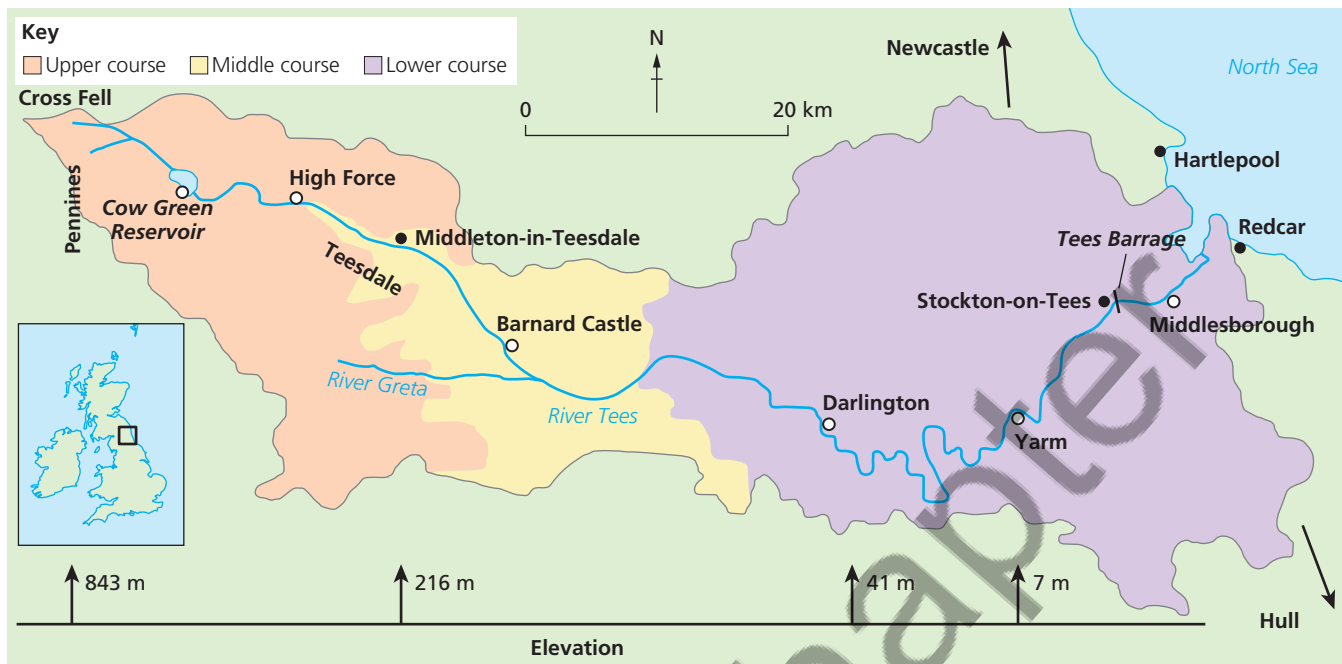 Key
Upper course
Middle course
Lower course
N
0
20 km
Newcastle
North Sea
Cross Fell
Pennines
Cow Green
Reservoir
High Force
Middleton-in-Teesdale
Teesdale
Barnard Castle
River Greta
River Tees
Hartlepool
Redcar
Tees Barrage
Stockton-on-Tees
Middlesborough
Darlington
Yarm
843 m
216 m
41 m
7 m
Elevation
Hull